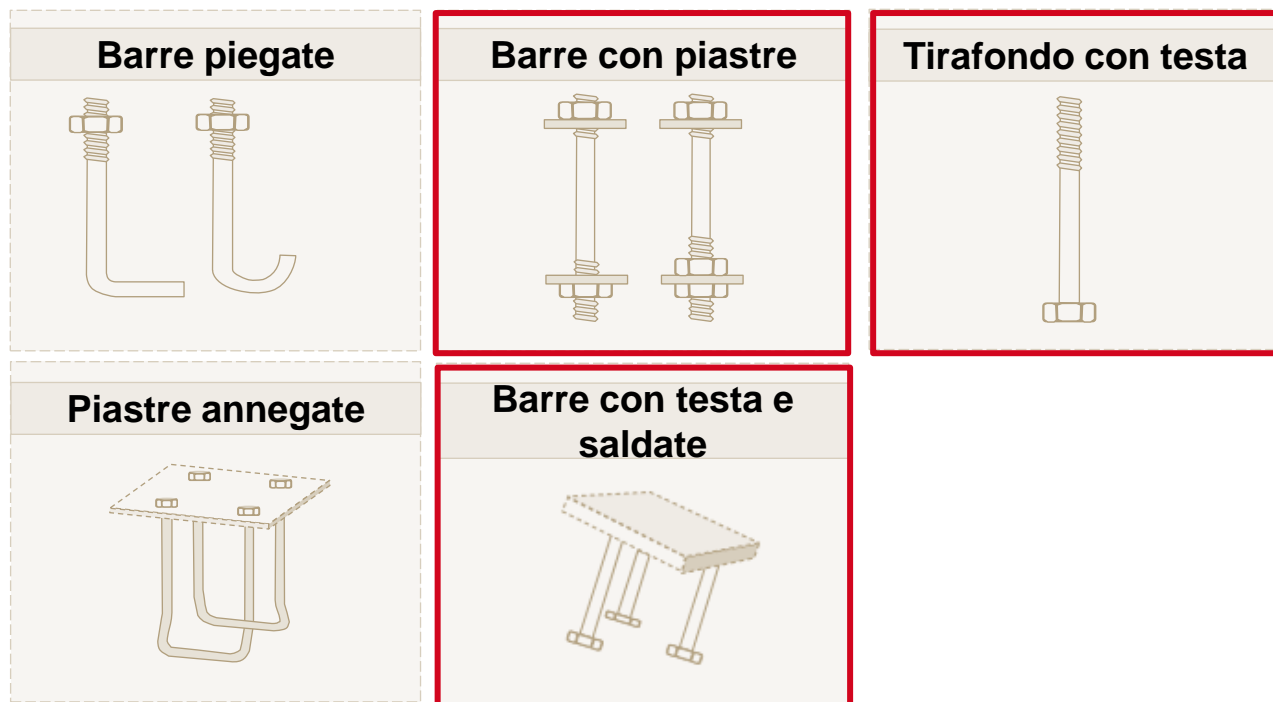 Barre piegate
Barre con piastre
Tirafondo con testa
Piastre annegate
Barre con testa e
saldate